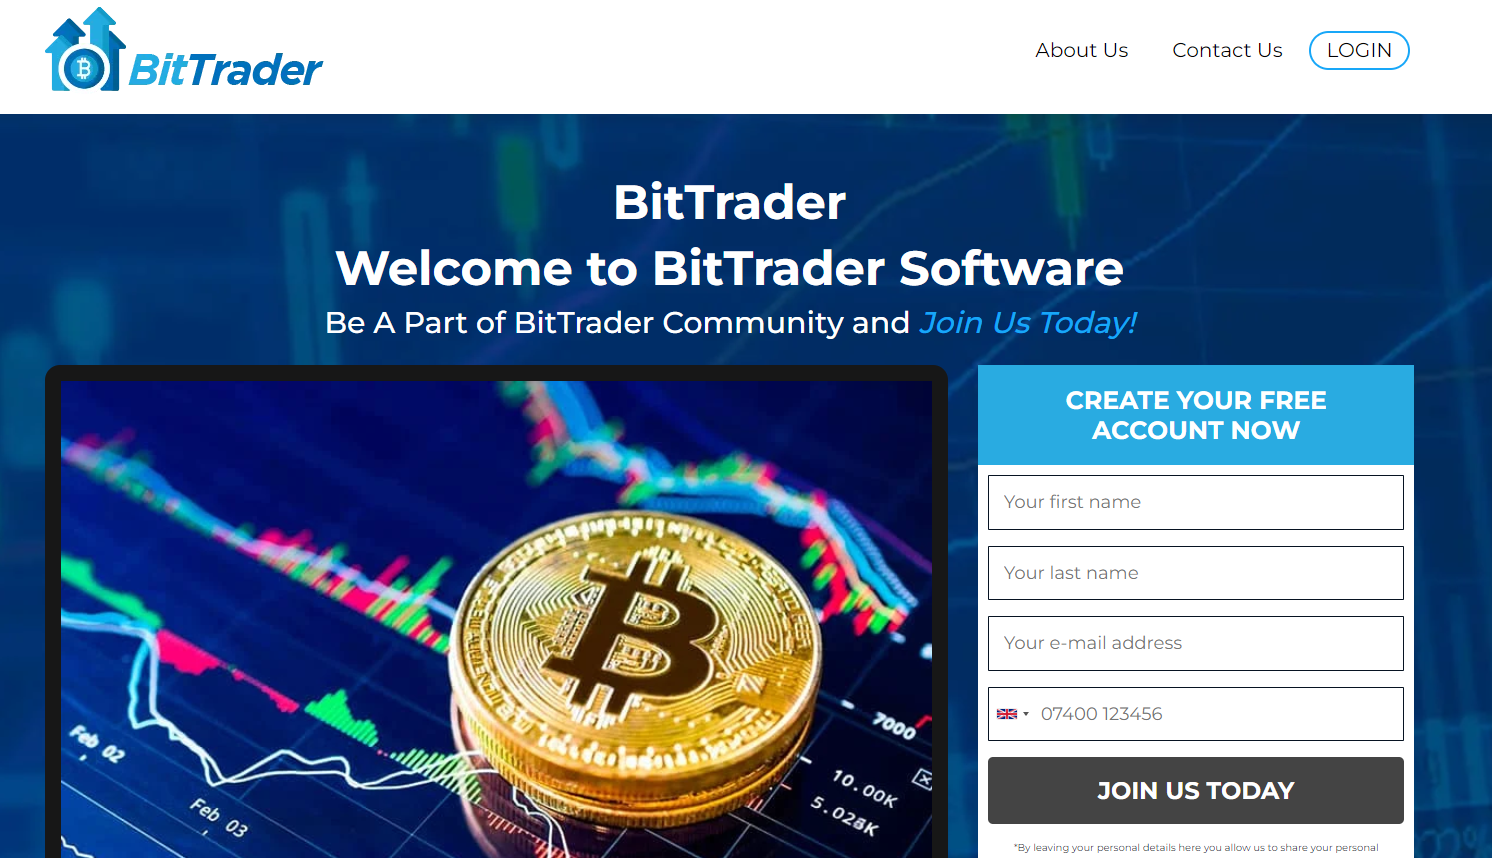 BitTrader
About Us
Contact Us
LOGIN
BitTrader
Welcome to BitTrader Software
Be A Part of BitTrader Community and Join Us Today!
CREATE YOUR FREE
ACCOUNT NOW
Your first name
Your last name
Your e-mail address
07400 123456
JOIN US TODAY
*By leaving your personal details here you allow us to share your personal
Feb 02
Feb 03
7000
10.00K